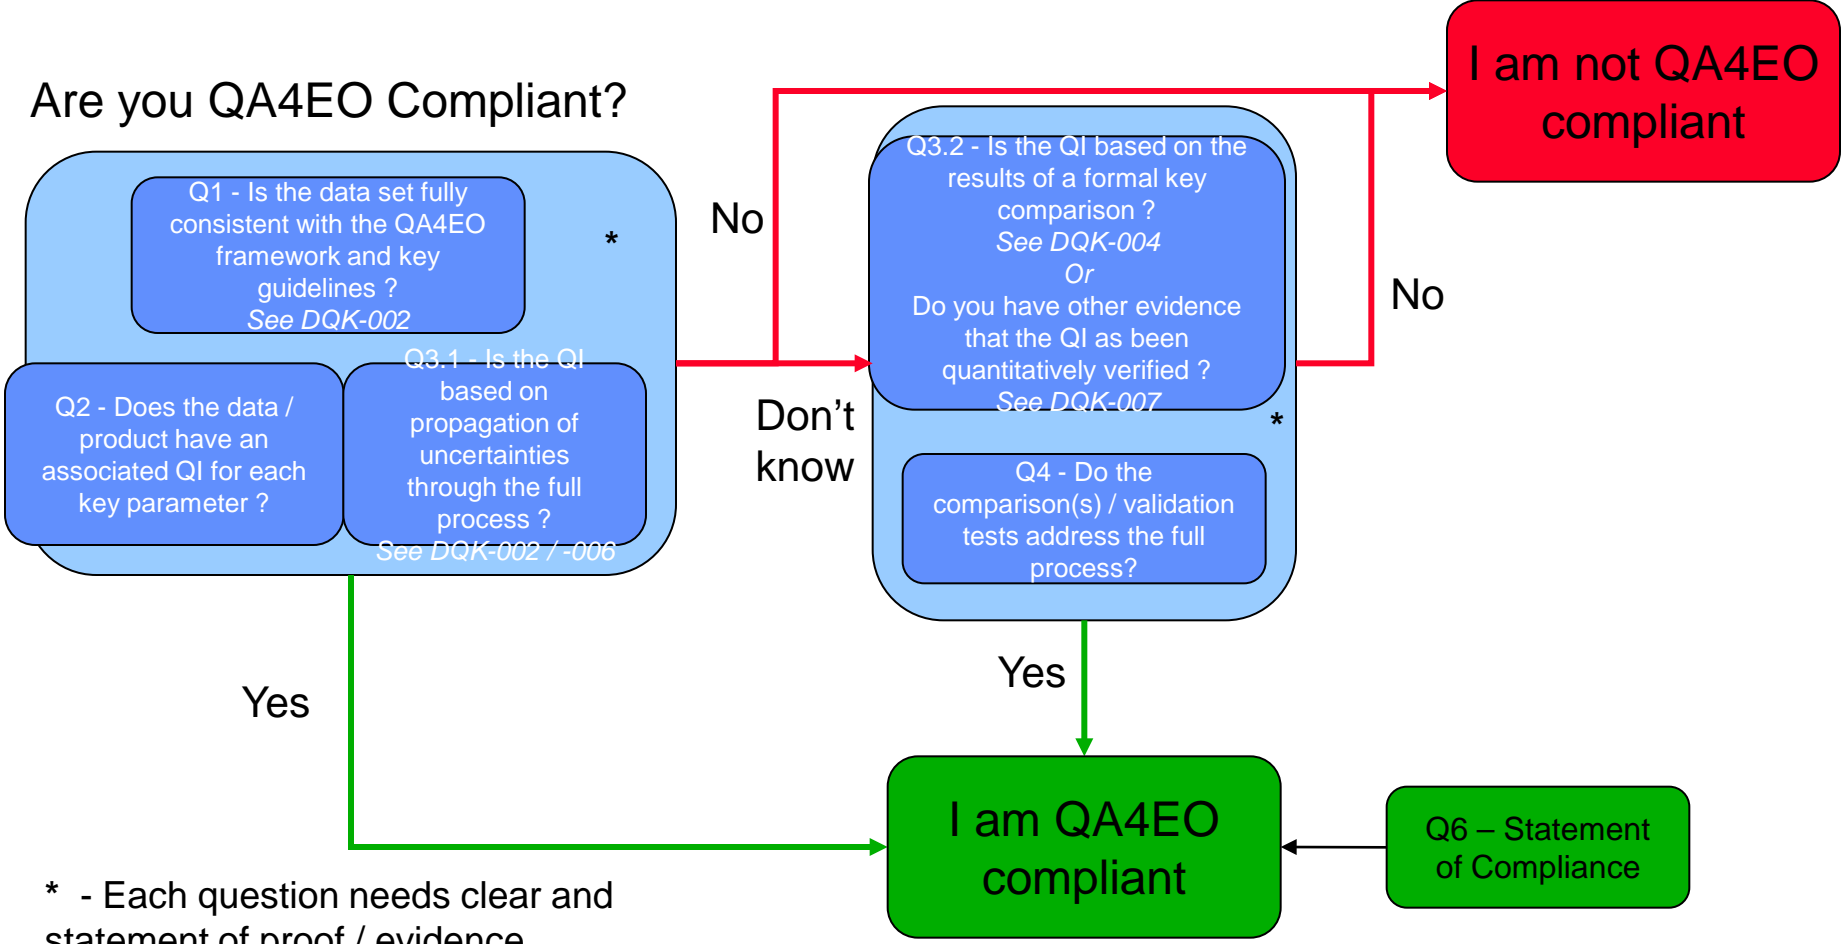 Are you QA4EO Compliant?
I am not QA4EO
compliant
Q1 - Is the data set fully
consistent with the QA4EO
framework and key
guidelines ?
See DQK-002
*
Q2 - Does the data /
product have an
associated QI for each
key parameter ?
Q3.1 - Is the QI
based on
propagation of
uncertainties
through the full
process ?
See DQK-002 / -006
No
Don't
know
Q3.2 - Is the QI based on the
results of a formal key
comparison ?
See DQK-004
Or
Do you have other evidence
that the QI as been
quantitatively verified ?
See DQK-007
*
Q4 - Do the
comparison(s) / validation
tests address the full
process?
No
Yes
Yes
I am QA4EO
compliant
Q6 – Statement
of Compliance
* - Each question needs clear and
statement of proof / evidence